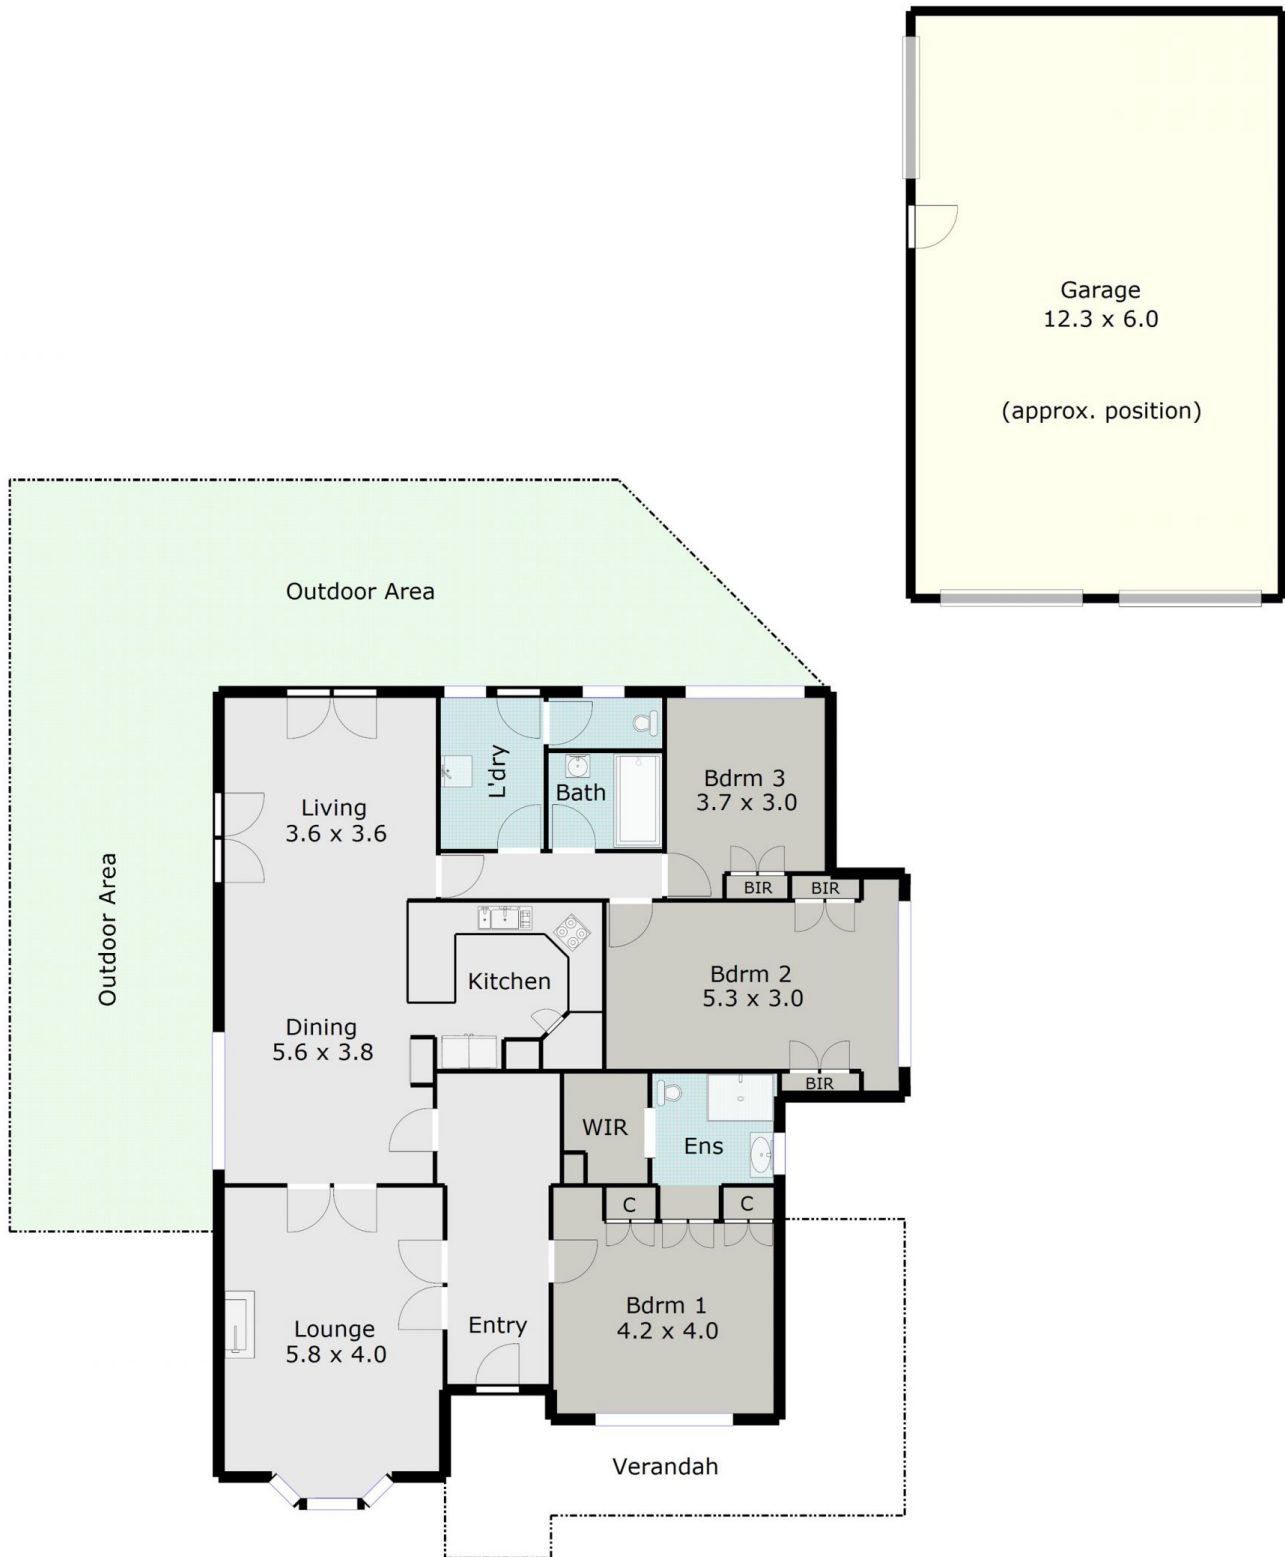 Garage
12.3 x 6.0
(approx. position)
Outdoor Area
Outdoor Area
Living
3.6 x 3.6
L'dry
Bath
Bdrm 3
3.7 x 3.0
BIR
BIR
Kitchen
Bdrm 2
5.3 x 3.0
BIR
Dining
5.6 x 3.8
WIR
Ens
C
C
Lounge
5.8 x 4.0
Entry
Bdrm 1
4.2 x 4.0
Verandah